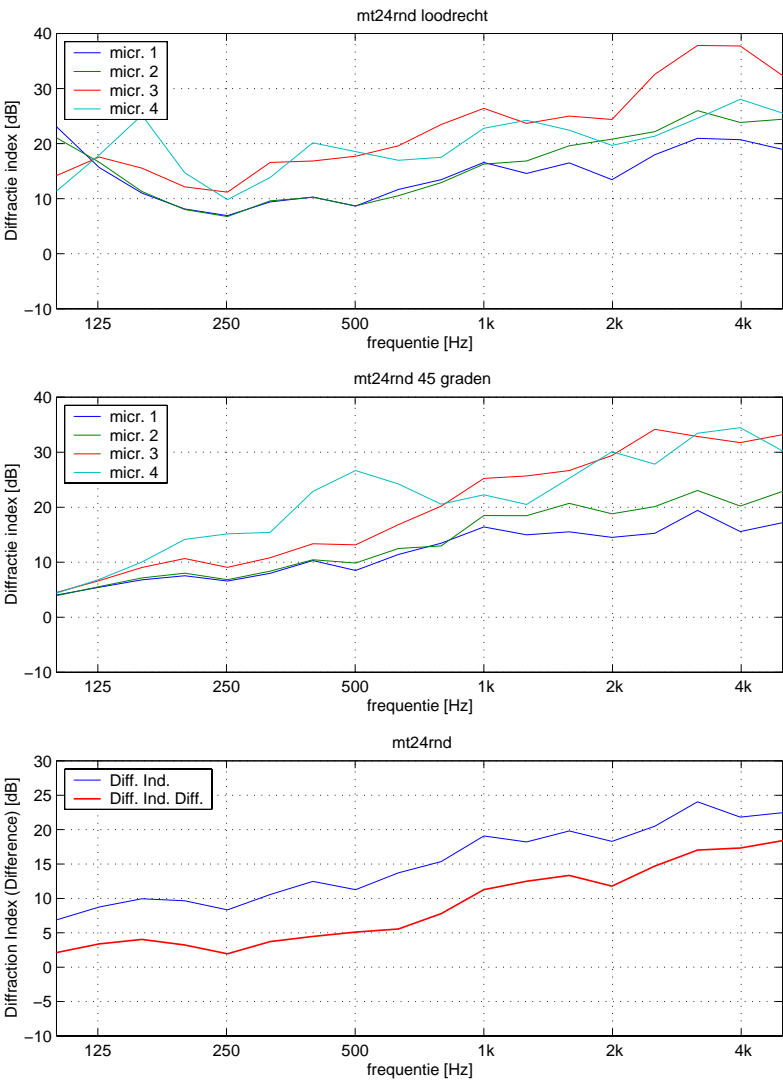 mt24rnd loodrecht
40
30
20
10
0
−10
Diffractie index [dB]
micr. 1
micr. 2
micr. 3
micr. 4
125 250 500 1k 2k 4k
frequentie [Hz]
mt24rnd 45 graden
40
30
20
10
0
−10
Diffractie index [dB]
micr. 1
micr. 2
micr. 3
micr. 4
125 250 500 1k 2k 4k
frequentie [Hz]
mt24rnd
30
25
20
15
10
5
0
−5
−10
Diffraction Index (Difference) [dB]
Diff. Ind.
Diff. Ind. Diff.
125 250 500 1k 2k 4k
frequentie [Hz]